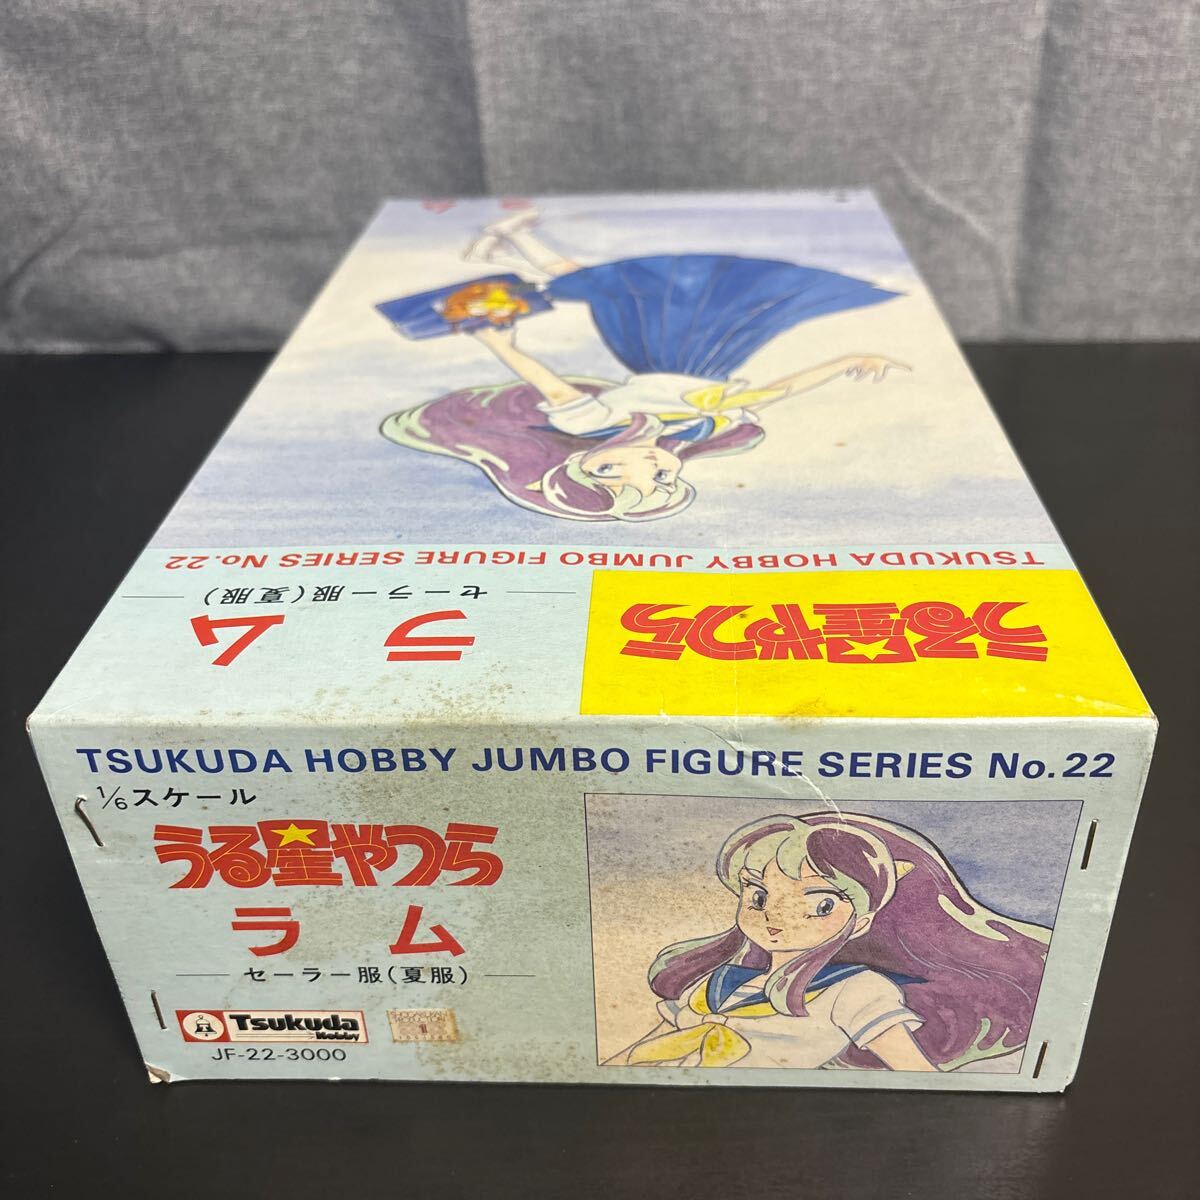 TSUKUDA HOBBY JUMBO FIGURE SERIES No.22
うる星やつら
ラム
セーラー服(夏服)
TSUKUDA HOBBY JUMBO FIGURE SERIES No.22
1/6スケール
うる星やつら
ラム
セーラー服(夏服)
Tsukuda
Hobby
JF-22-3000